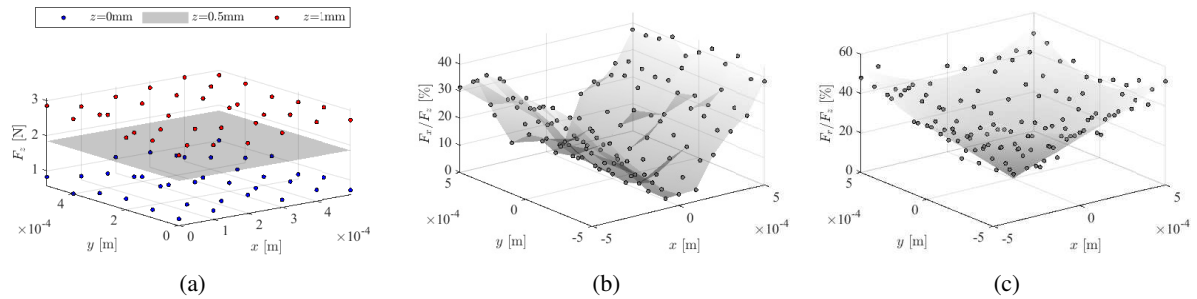 z=0mm z=0.5mm z=1mm
F_z [N]
3
2
1
4
2
0
×10⁻⁴
y [m]
0 1 2 3 4
×10⁻⁴
x [m]
(a)
F_x/F_z [%]
40
30
20
10
0
5
0
-5
×10⁻⁴
y [m]
-5
0
5
×10⁻⁴
x [m]
(b)
F_r/F_z [%]
60
40
20
0
5
0
-5
×10⁻⁴
y [m]
-5
0
5
×10⁻⁴
x [m]
(c)